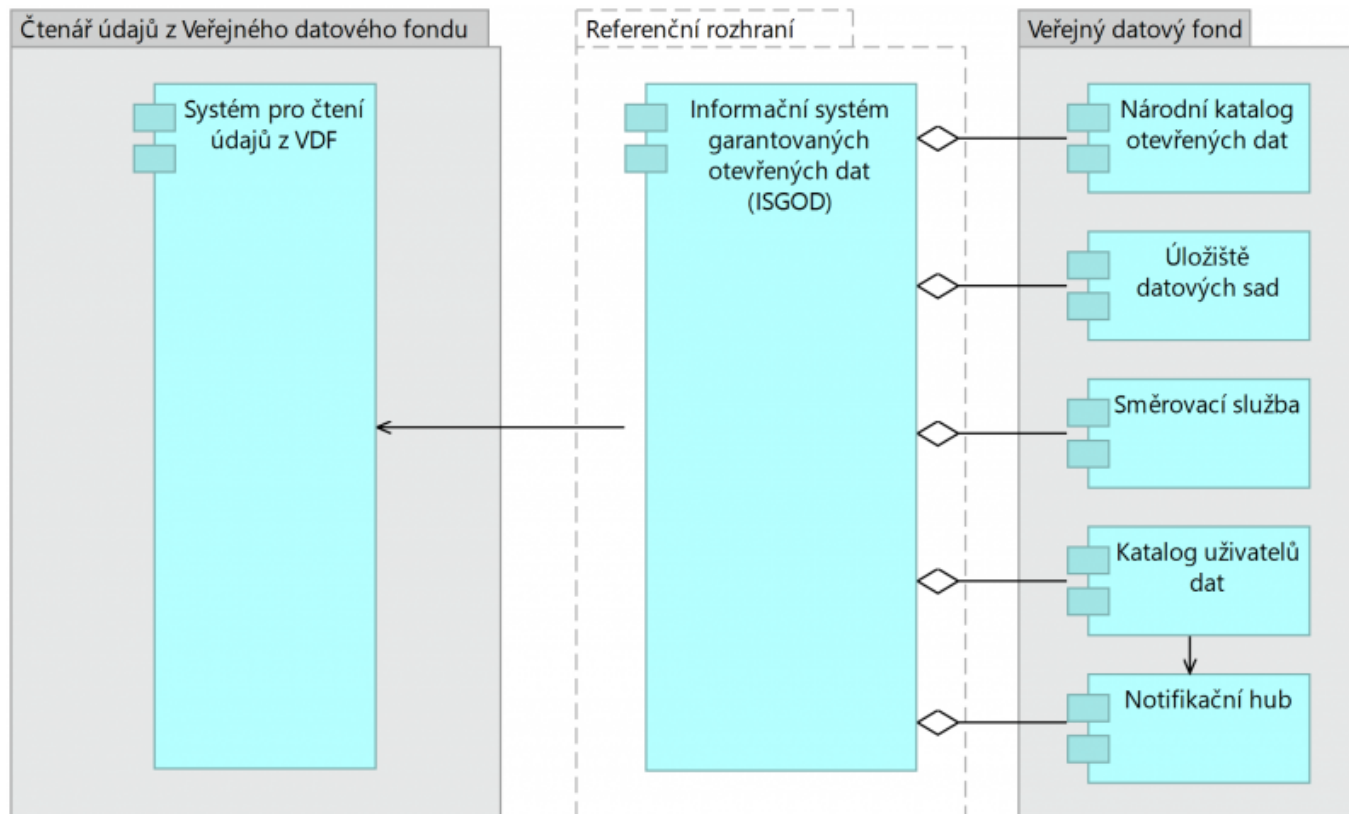 Čtenář údajů z Veřejného datového fondu
Systém pro čtení
údajů z VDF
Referenční rozhraní
Informační systém
garantovaných
otevřených dat
(ISGOD)
Veřejný datový fond
Národní katalog
otevřených dat
Úložiště
datových sad
Směrovací služba
Katalog uživatelů
dat
Notifikační hub